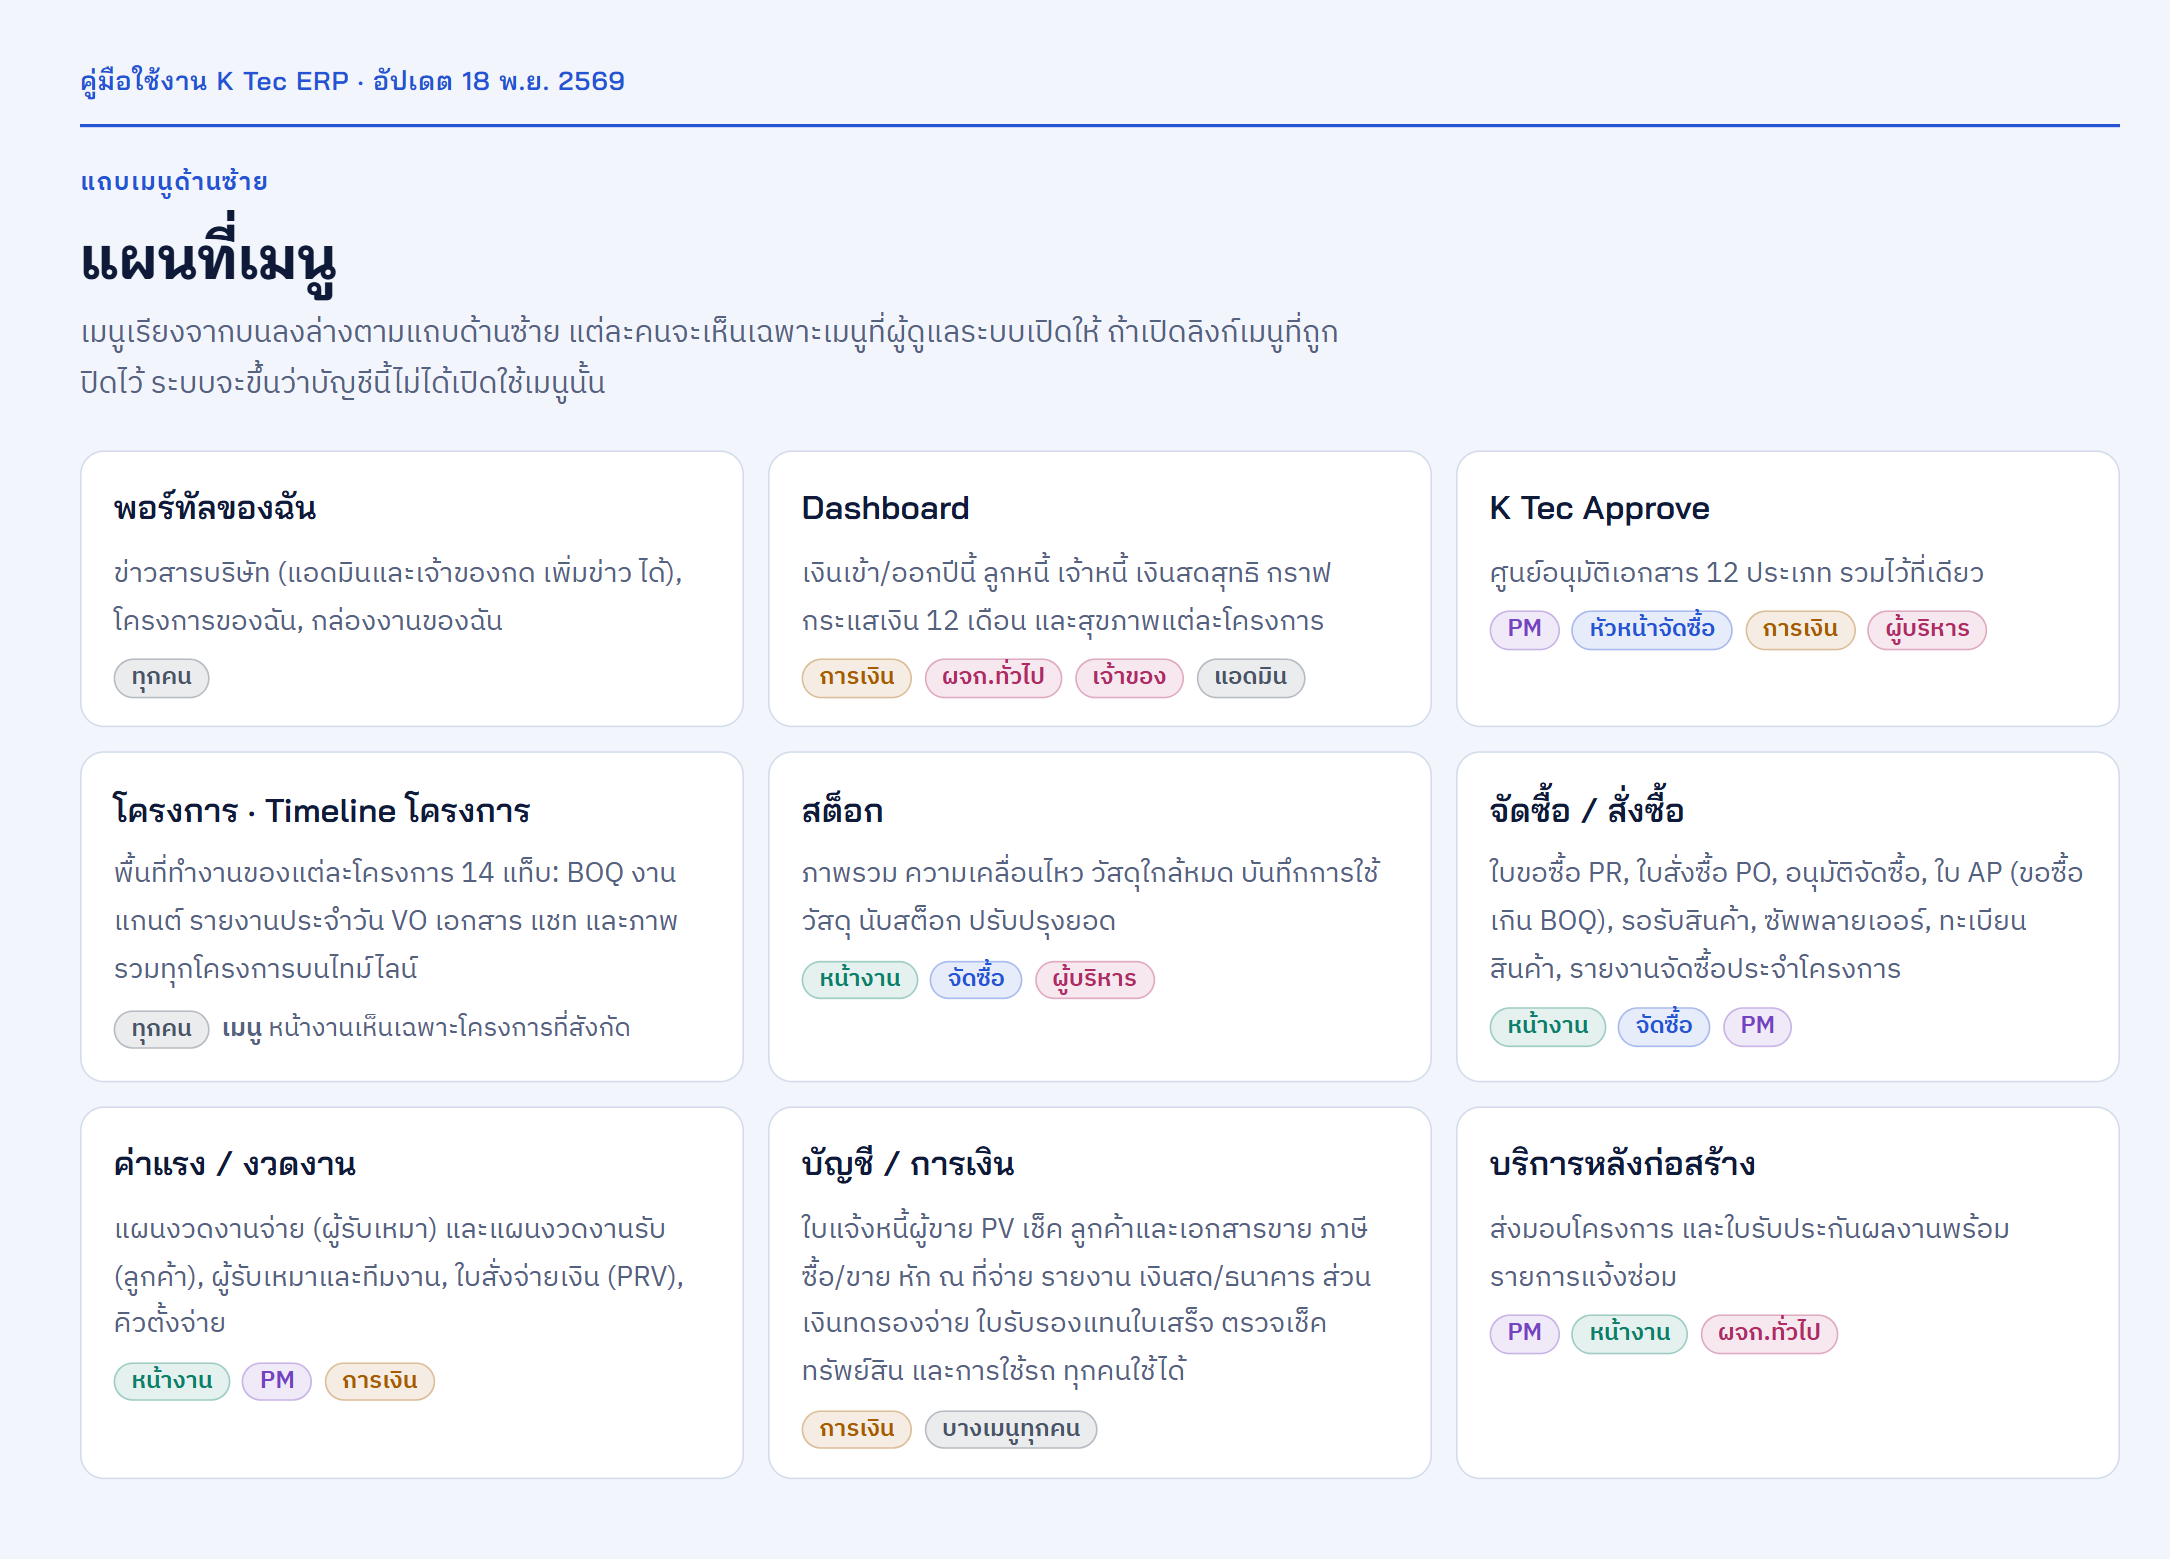 คู่มือใช้งาน K Tec ERP · อัปเดต 18 พ.ย. 2569
แถบเมนูด้านซ้าย
แผนที่เมนู
เมนูเรียงจากบนลงล่างตามแถบด้านซ้าย แต่ละคนจะเห็นเฉพาะเมนูที่ผู้ดูแลระบบเปิดให้ ถ้าเปิดลิงก์เมนูที่ถูก
ปิดไว้ ระบบจะขึ้นว่าบัญชีนี้ไม่ได้เปิดใช้เมนูนั้น
พอร์ทัลของฉัน
ข่าวสารบริษัท (แอดมินและเจ้าของกด เพิ่มข่าว ได้),
โครงการของฉัน, กล่องงานของฉัน
ทุกคน
Dashboard
เงินเข้า/ออกปีนี้ ลูกหนี้ เจ้าหนี้ เงินสดสุทธิ กราฟ
กระแสเงิน 12 เดือน และสุขภาพแต่ละโครงการ
การเงิน ผจก.ทั่วไป เจ้าของ แอดมิน
K Tec Approve
ศูนย์อนุมัติเอกสาร 12 ประเภท รวมไว้ที่เดียว
PM หัวหน้าจัดซื้อ การเงิน ผู้บริหาร
โครงการ · Timeline โครงการ
พื้นที่ทำงานของแต่ละโครงการ 14 แท็บ: BOQ งาน
แกนต์ รายงานประจำวัน VO เอกสาร แชท และภาพ
รวมทุกโครงการบนไทม์ไลน์
ทุกคน เมนู หน้างานเห็นเฉพาะโครงการที่สังกัด
สต็อก
ภาพรวม ความเคลื่อนไหว วัสดุใกล้หมด บันทึกการใช้
วัสดุ นับสต็อก ปรับปรุงยอด
หน้างาน จัดซื้อ ผู้บริหาร
จัดซื้อ / สั่งซื้อ
ใบขอซื้อ PR, ใบสั่งซื้อ PO, อนุมัติจัดซื้อ, ใบ AP (ขอซื้อ
เกิน BOQ), รอรับสินค้า, ซัพพลายเออร์, ทะเบียน
สินค้า, รายงานจัดซื้อประจำโครงการ
หน้างาน จัดซื้อ PM
ค่าแรง / งวดงาน
แผนงวดงานจ่าย (ผู้รับเหมา) และแผนงวดงานรับ
(ลูกค้า), ผู้รับเหมาและทีมงาน, ใบสั่งจ่ายเงิน (PRV),
คิวตั้งจ่าย
หน้างาน PM การเงิน
บัญชี / การเงิน
ใบแจ้งหนี้ผู้ขาย PV เช็ค ลูกค้าและเอกสารขาย ภาษี
ซื้อ/ขาย หัก ณ ที่จ่าย รายงาน เงินสด/ธนาคาร ส่วน
เงินทดรองจ่าย ใบรับรองแทนใบเสร็จ ตรวจเช็ค
ทรัพย์สิน และการใช้รถ ทุกคนใช้ได้
การเงิน บางเมนูทุกคน
บริการหลังก่อสร้าง
ส่งมอบโครงการ และใบรับประกันผลงานพร้อม
รายการแจ้งซ่อม
PM หน้างาน ผจก.ทั่วไป